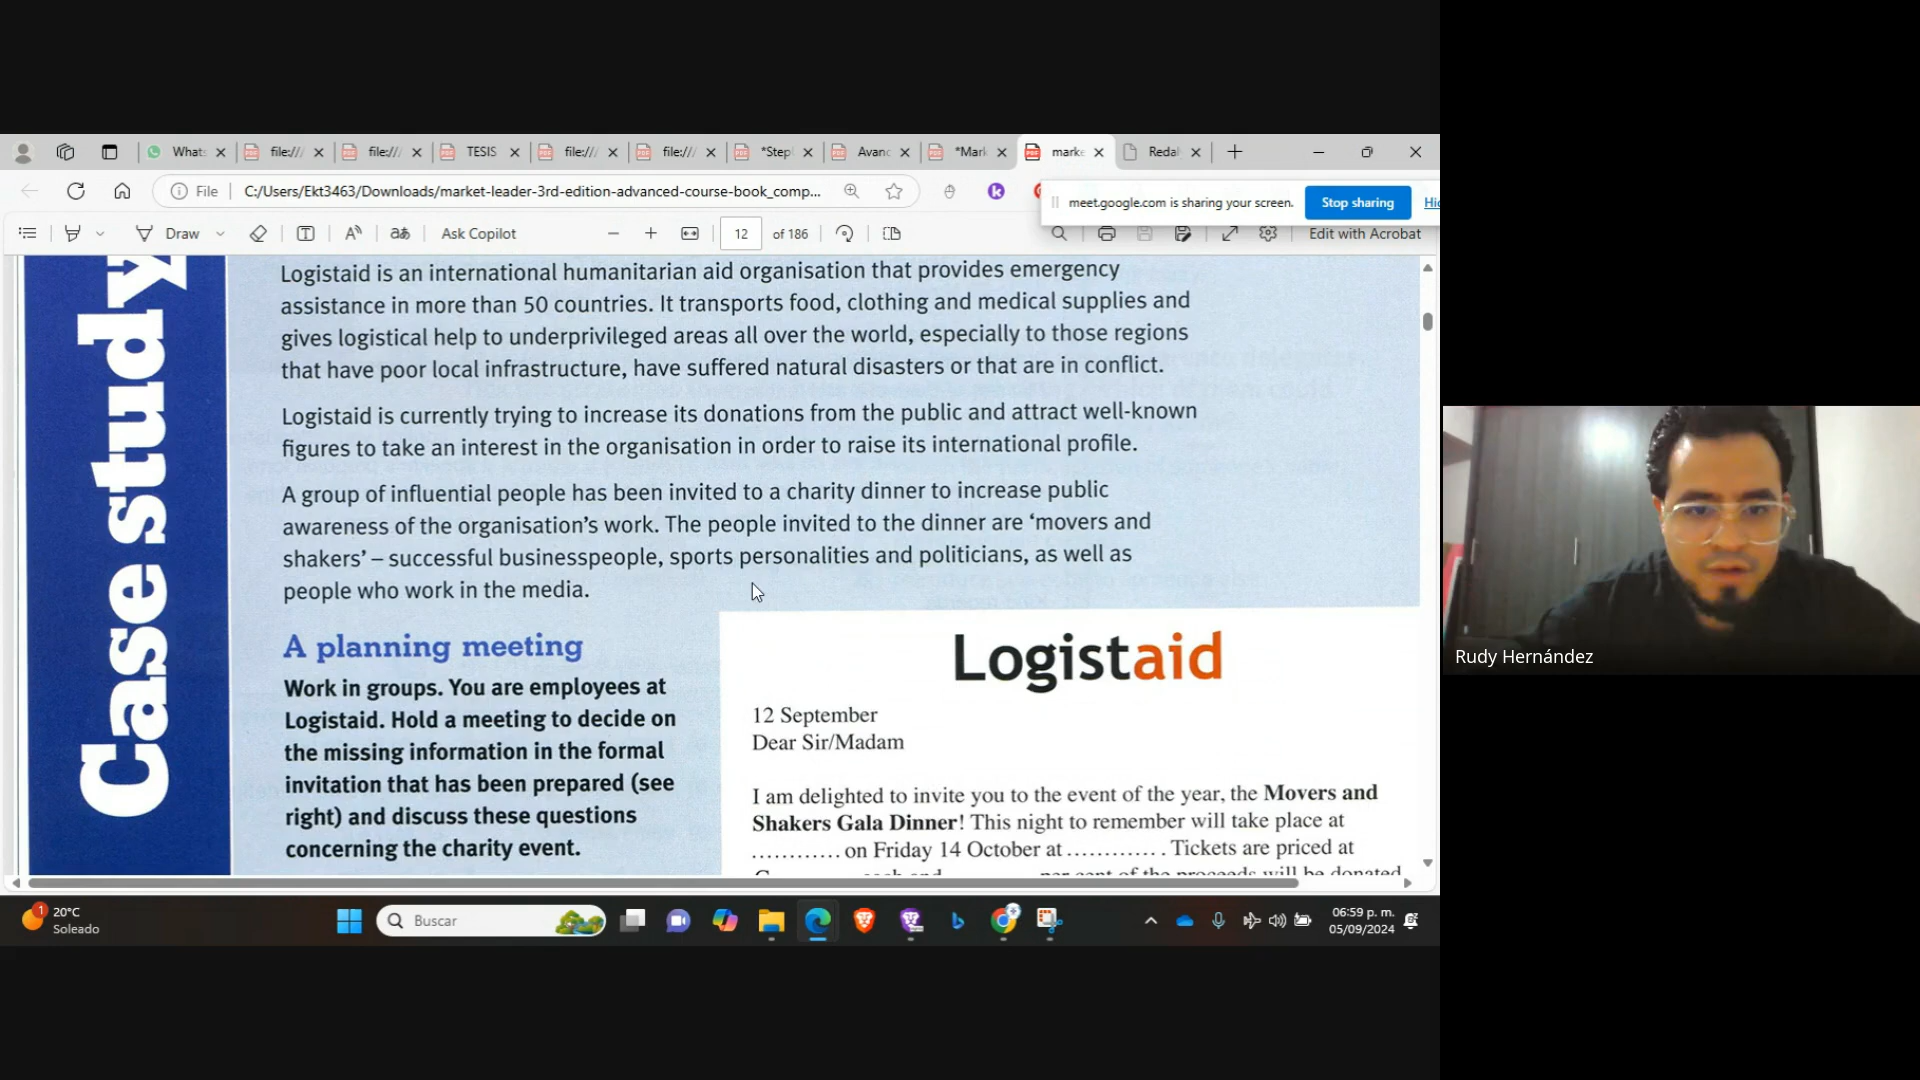 Whats
file:///
file:///
TESIS
file:///
file:///
*Step
Avanc
*Mark
marke
Redal
File
C:/Users/Ekt3463/Downloads/market-leader-3rd-edition-advanced-course-book_comp...
meet.google.com is sharing your screen.
Stop sharing
Draw
Ask Copilot
12
of 186
Edit with Acrobat
Case study
Logistaid is an international humanitarian aid organisation that provides emergency
assistance in more than 50 countries. It transports food, clothing and medical supplies and
gives logistical help to underprivileged areas all over the world, especially to those regions
that have poor local infrastructure, have suffered natural disasters or that are in conflict.
Logistaid is currently trying to increase its donations from the public and attract well-known
figures to take an interest in the organisation in order to raise its international profile.
A group of influential people has been invited to a charity dinner to increase public
awareness of the organisation's work. The people invited to the dinner are ‘movers and
shakers’ – successful businesspeople, sports personalities and politicians, as well as
people who work in the media.
A planning meeting
Work in groups. You are employees at
Logistaid. Hold a meeting to decide on
the missing information in the formal
invitation that has been prepared (see
right) and discuss these questions
concerning the charity event.
Logistaid
12 September
Dear Sir/Madam
I am delighted to invite you to the event of the year, the Movers and
Shakers Gala Dinner! This night to remember will take place at
............ on Friday 14 October at ............. Tickets are priced at
per cent of the proceeds will be donated
Rudy Hernández
1
20°C
Soleado
Buscar
06:59 p. m.
05/09/2024